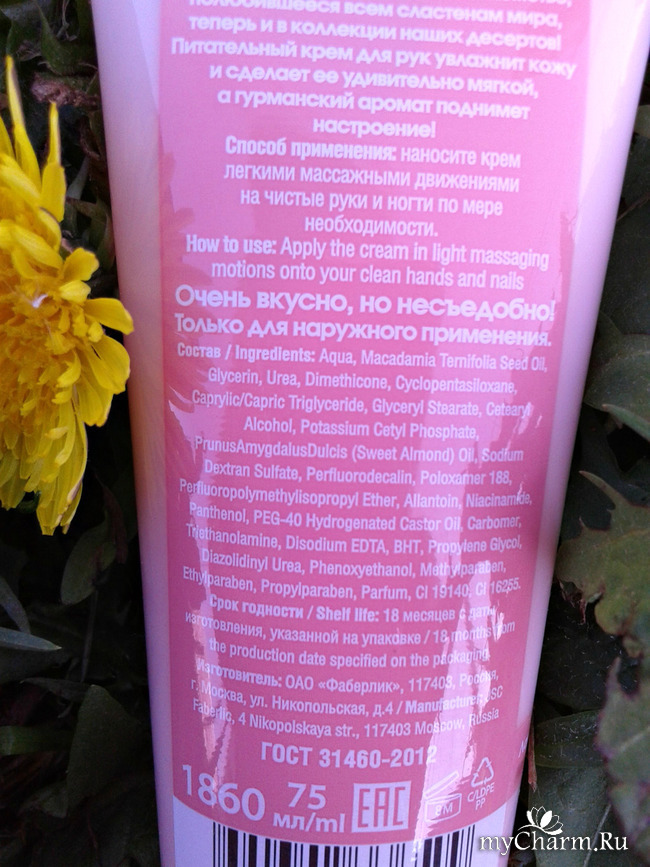 полюбившееся всем сластенам мира,
теперь и в коллекции наших десертов!
Питательный крем для рук увлажнит кожу
и сделает ее удивительно мягкой,
а гурманский аромат поднимет
настроение!
Способ применения: наносите крем
легкими массажными движениями
на чистые руки и ногти по мере
необходимости.
How to use: Apply the cream in light massaging
motions onto your clean hands and nails
Очень вкусно, но несъедобно!
Только для наружного применения.
Состав / Ingredients: Aqua, Macadamia Ternifolia Seed Oil,
Glycerin, Urea, Dimethicone, Cyclopentasiloxane,
Caprylic/Capric Triglyceride, Glyceryl Stearate, Cetearyl
Alcohol, Potassium Cetyl Phosphate,
PrunusAmygdalusDulcis (Sweet Almond) Oil, Sodium
Dextran Sulfate, Perfluorodecalin, Poloxamer 188,
Perfluoropolymethylisopropyl Ether, Allantoin, Niacinamide,
Panthenol, PEG-40 Hydrogenated Castor Oil, Carbomer,
Triethanolamine, Disodium EDTA, BHT, Propylene Glycol,
Diazolidinyl Urea, Phenoxyethanol, Methylparaben,
Ethylparaben, Propylparaben, Parfum, CI 19140, CI 16255.
Срок годности / Shelf life: 18 месяцев с даты
изготовления, указанной на упаковке / 18 months from
the production date specified on the packaging.
Изготовитель: ОАО «Фаберлик», 117403, Россия,
г. Москва, ул. Никопольская, д.4 / Manufacturer: JSC
Faberlic, 4 Nikopolskaya str., 117403 Moscow, Russia
ГОСТ 31460-2012
1860 75 мл/ml EAC 6M C/LDPE PP
myCharm.Ru